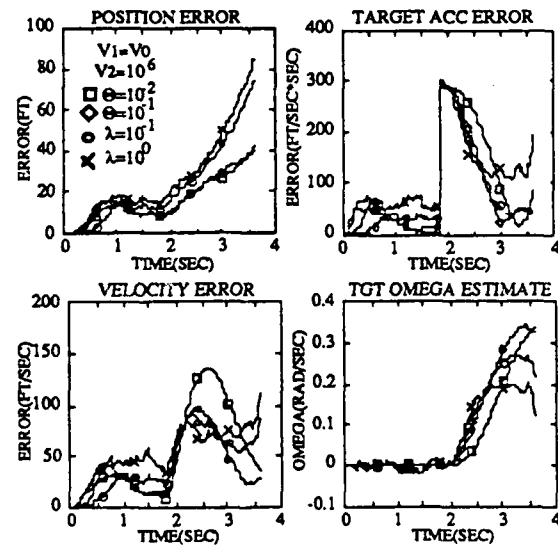 POSITION ERROR
ERROR(FT)
100
80
60
40
20
0
V1=V0
V2=10^6
Θ=10^-2
Θ=10^-1
λ=10^-1
λ=10^0
0 1 2 3 4
TIME(SEC)
TARGET ACC ERROR
ERROR(FT/SEC*SEC)
400
300
200
100
0
0 1 2 3 4
TIME(SEC)
VELOCITY ERROR
ERROR(FT/SEC)
200
150
100
50
0
0 1 2 3 4
TIME(SEC)
TGT OMEGA ESTIMATE
OMEGA(RAD/SEC)
0.4
0.3
0.2
0.1
0
-0.1
0 1 2 3 4
TIME(SEC)